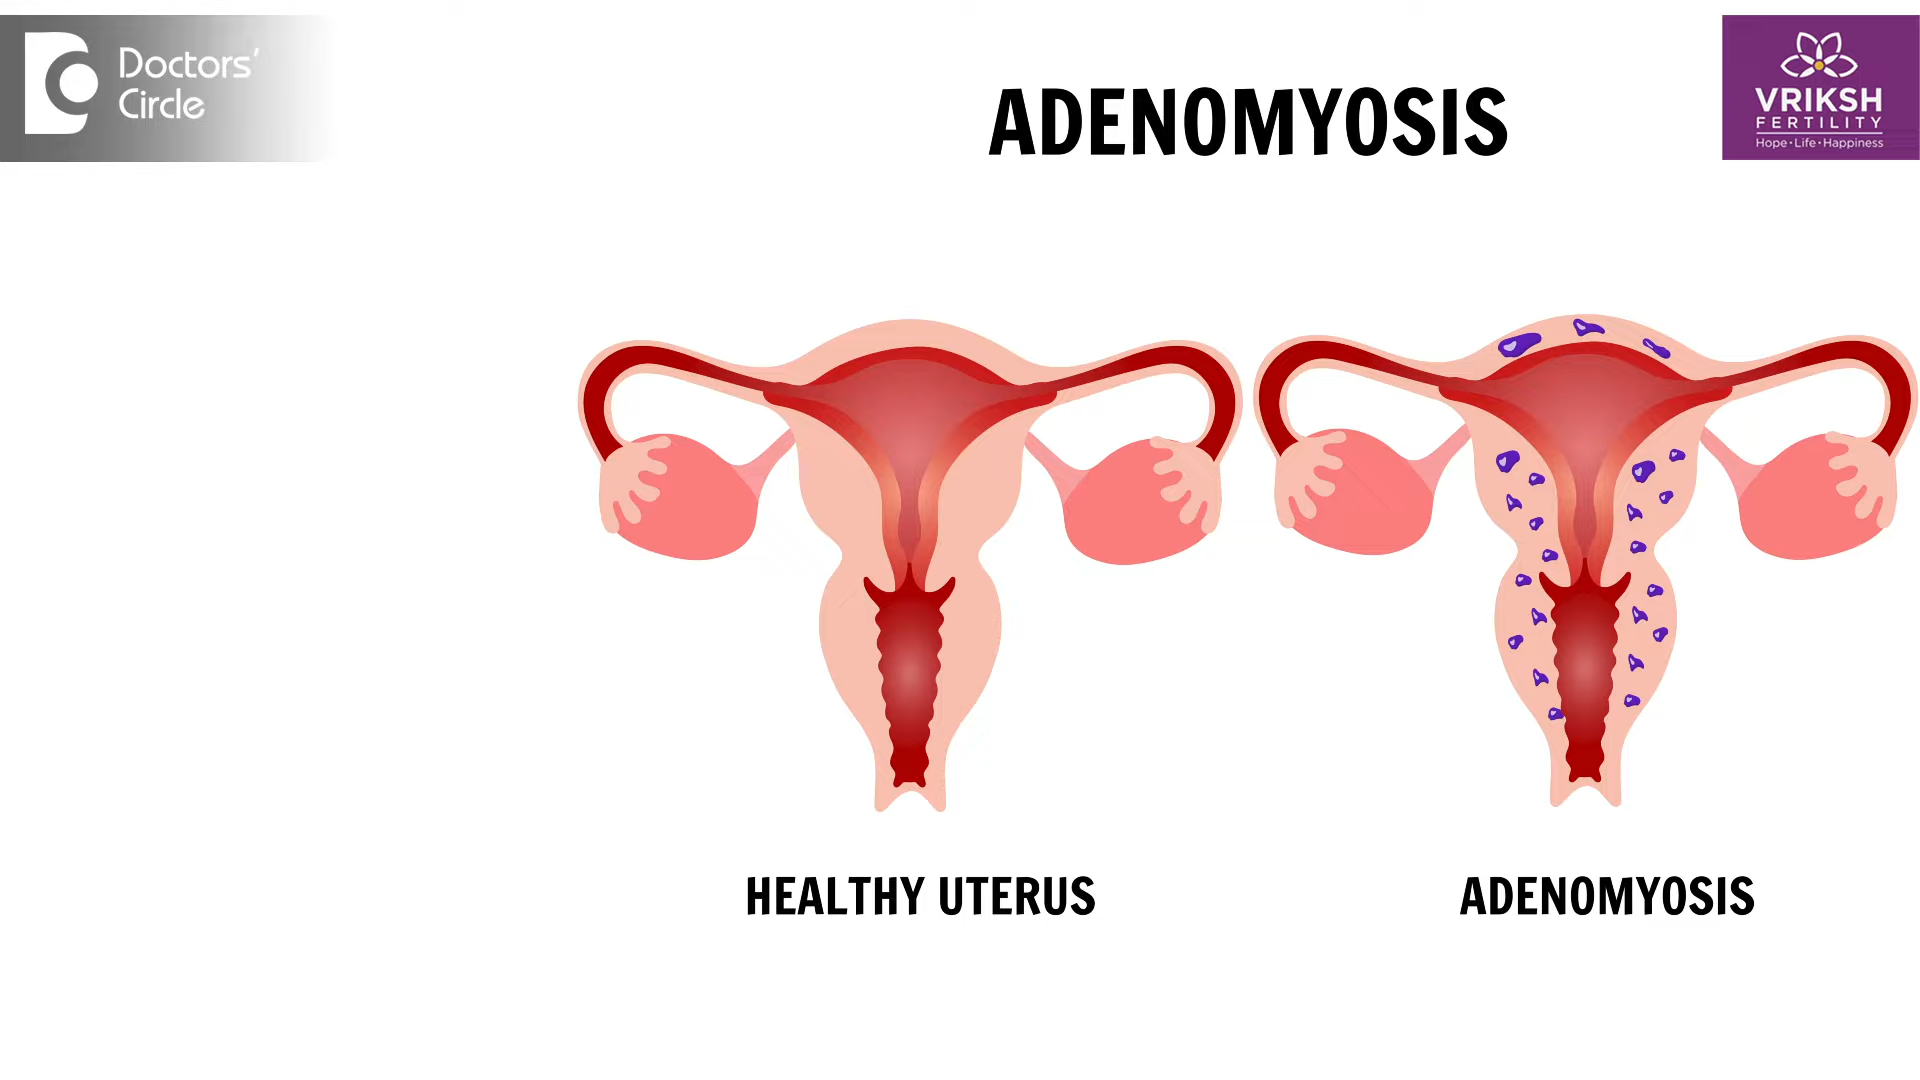 Doctors'
Circle
ADENOMYOSIS
VRIKSH
FERTILITY
Hope•Life•Happiness
HEALTHY UTERUS
ADENOMYOSIS